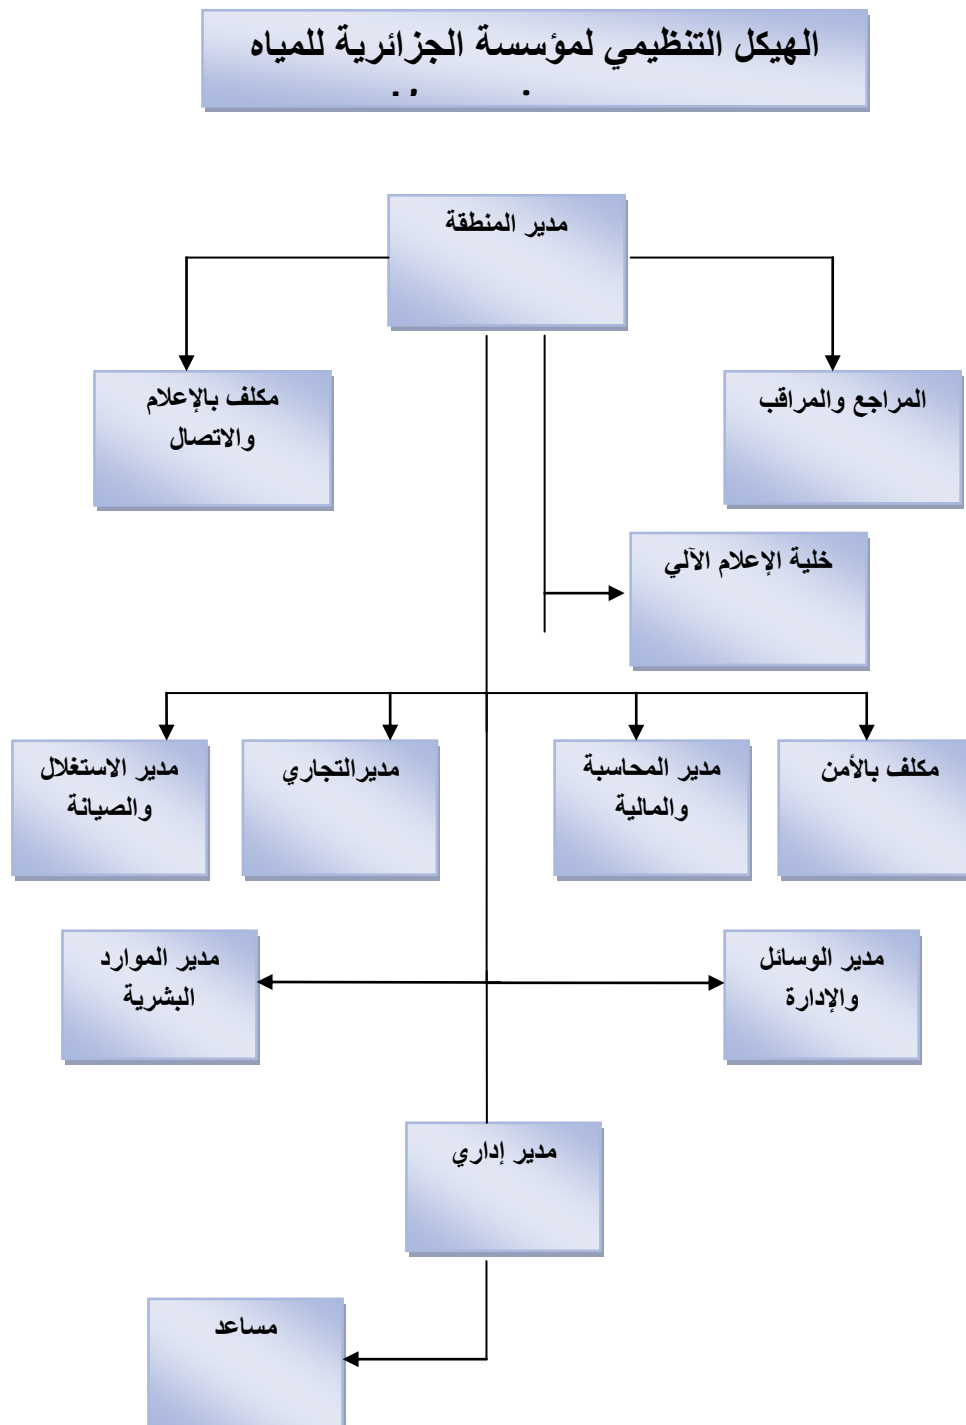 الهيكل التنظيمي لمؤسسة الجزائرية للمياه
مدير المنطقة
المراجع والمراقب
مكلف بالإعلام
والاتصال
خلية الإعلام الآلي
مكلف بالأمن
مدير المحاسبة
والمالية
مديرالتجاري
مدير الاستغلال
والصيانة
مدير الوسائل
والإدارة
مدير الموارد
البشرية
مدير إداري
مساعد